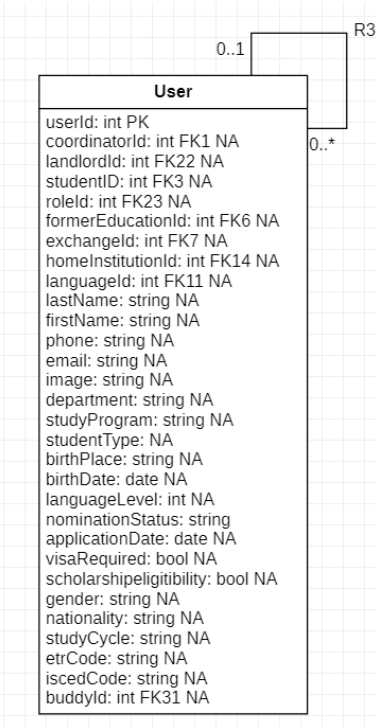 R3
0..1
User
0..*
userId: int PK
coordinatorId: int FK1 NA
landlordId: int FK22 NA
studentID: int FK3 NA
roleId: int FK23 NA
formerEducationId: int FK6 NA
exchangeId: int FK7 NA
homeInstitutionId: int FK14 NA
languageId: int FK11 NA
lastName: string NA
firstName: string NA
phone: string NA
email: string NA
image: string NA
department: string NA
studyProgram: string NA
studentType: NA
birthPlace: string NA
birthDate: date NA
languageLevel: int NA
nominationStatus: string
applicationDate: date NA
visaRequired: bool NA
scholarshipeligitibility: bool NA
gender: string NA
nationality: string NA
studyCycle: string NA
etrCode: string NA
iscedCode: string NA
buddyId: int FK31 NA